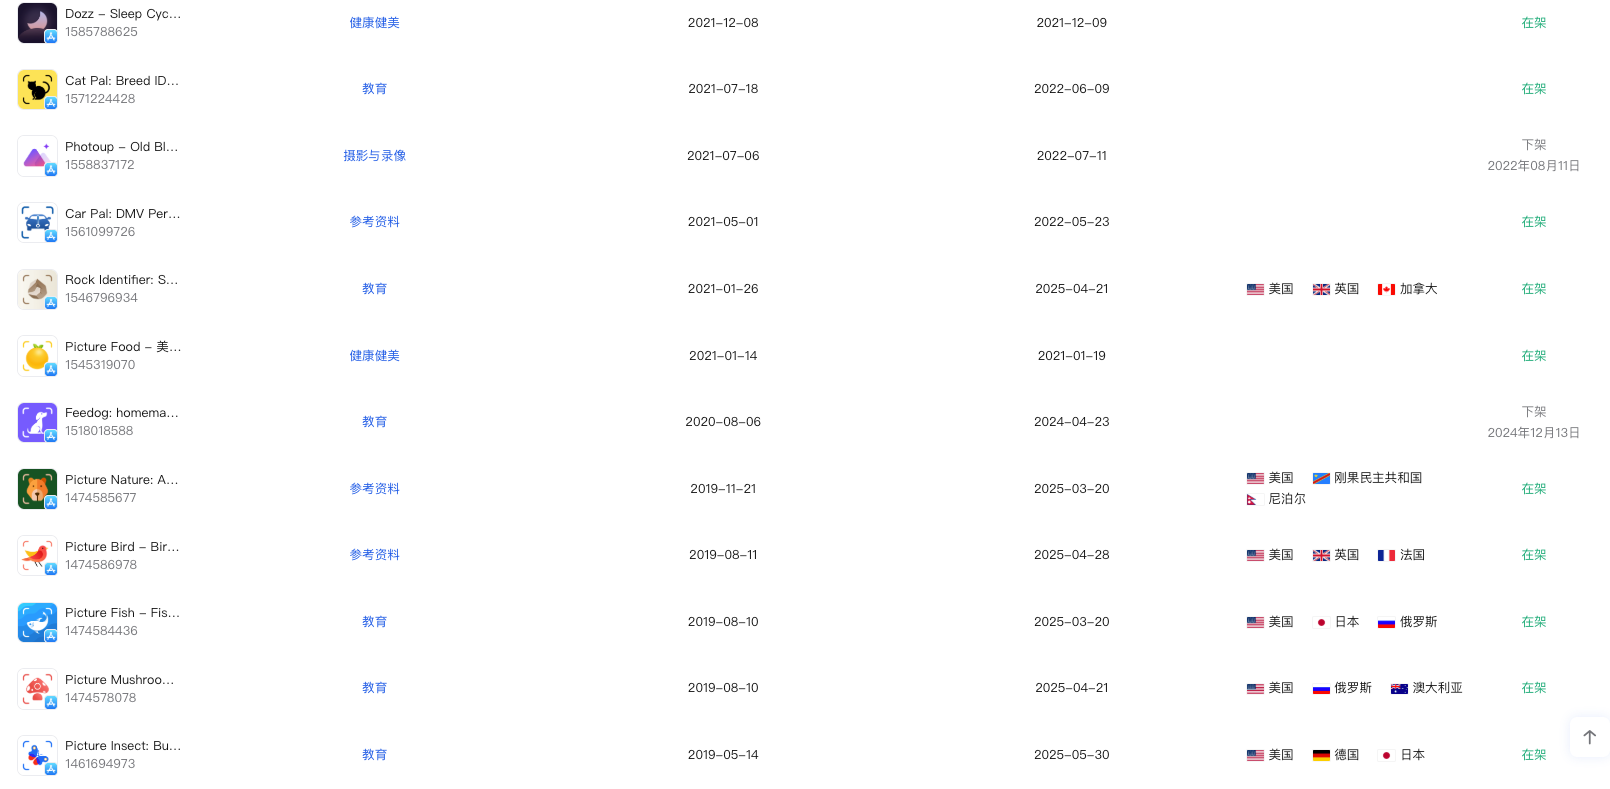 Dozz – Sleep Cyc...
1585788625
健康健美
2021-12-08
2021-12-09
在架
Cat Pal: Breed ID...
1571224428
教育
2021-07-18
2022-06-09
在架
Photoup – Old Bl...
1558837172
摄影与录像
2021-07-06
2022-07-11
下架
2022年08月11日
Car Pal: DMV Per...
1561099726
参考资料
2021-05-01
2022-05-23
在架
Rock Identifier: S...
1546796934
教育
2021-01-26
2025-04-21
美国 英国 加拿大
在架
Picture Food – 美...
1545319070
健康健美
2021-01-14
2021-01-19
在架
Feedog: homema...
1518018588
教育
2020-08-06
2024-04-23
下架
2024年12月13日
Picture Nature: A...
1474585677
参考资料
2019-11-21
2025-03-20
美国 刚果民主共和国
尼泊尔
在架
Picture Bird – Bir...
1474586978
参考资料
2019-08-11
2025-04-28
美国 英国 法国
在架
Picture Fish – Fis...
1474584436
教育
2019-08-10
2025-03-20
美国 日本 俄罗斯
在架
Picture Mushroo...
1474578078
教育
2019-08-10
2025-04-21
美国 俄罗斯 澳大利亚
在架
Picture Insect: Bu...
1461694973
教育
2019-05-14
2025-05-30
美国 德国 日本
在架